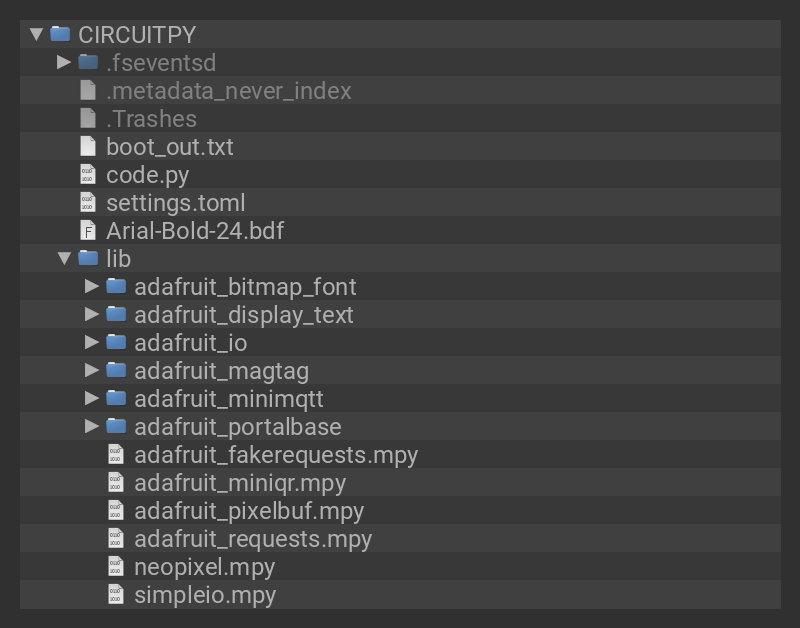 CIRCUITPY
.fseventsd
.metadata_never_index
.Trashes
boot_out.txt
code.py
settings.toml
Arial-Bold-24.bdf
lib
adafruit_bitmap_font
adafruit_display_text
adafruit_io
adafruit_magtag
adafruit_minimqtt
adafruit_portalbase
adafruit_fakerequests.mpy
adafruit_miniqr.mpy
adafruit_pixelbuf.mpy
adafruit_requests.mpy
neopixel.mpy
simpleio.mpy